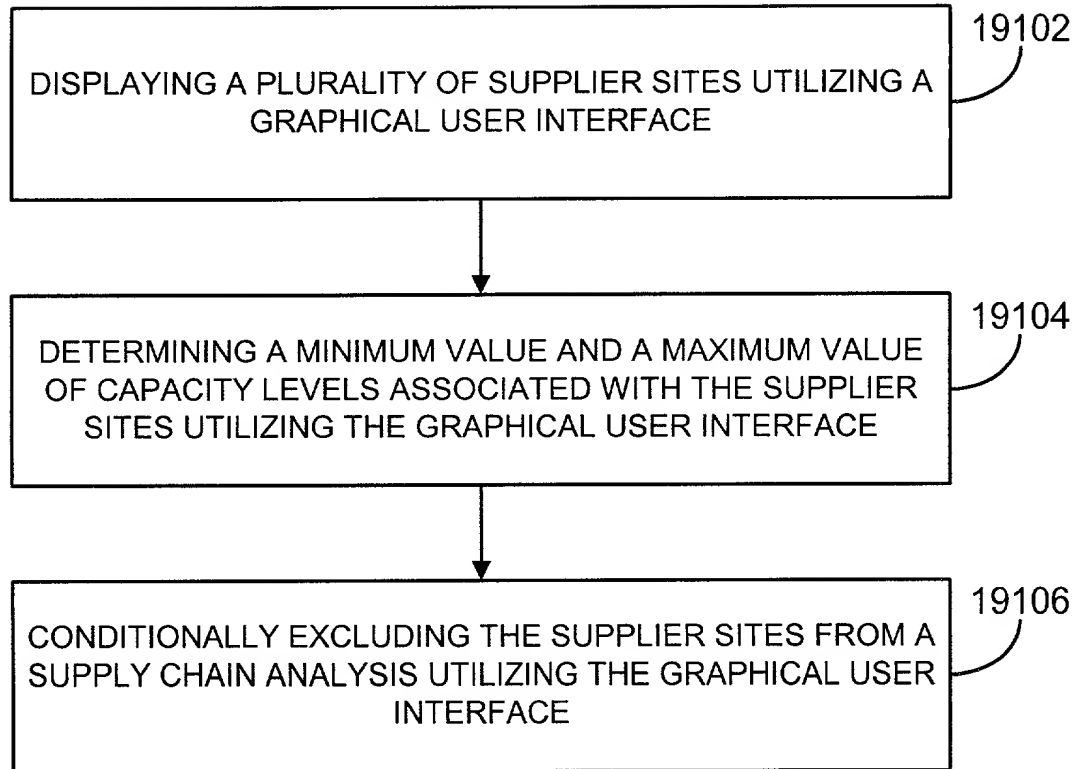 19102
DISPLAYING A PLURALITY OF SUPPLIER SITES UTILIZING A
GRAPHICAL USER INTERFACE
19104
DETERMINING A MINIMUM VALUE AND A MAXIMUM VALUE
OF CAPACITY LEVELS ASSOCIATED WITH THE SUPPLIER
SITES UTILIZING THE GRAPHICAL USER INTERFACE
19106
CONDITIONALLY EXCLUDING THE SUPPLIER SITES FROM A
SUPPLY CHAIN ANALYSIS UTILIZING THE GRAPHICAL USER
INTERFACE